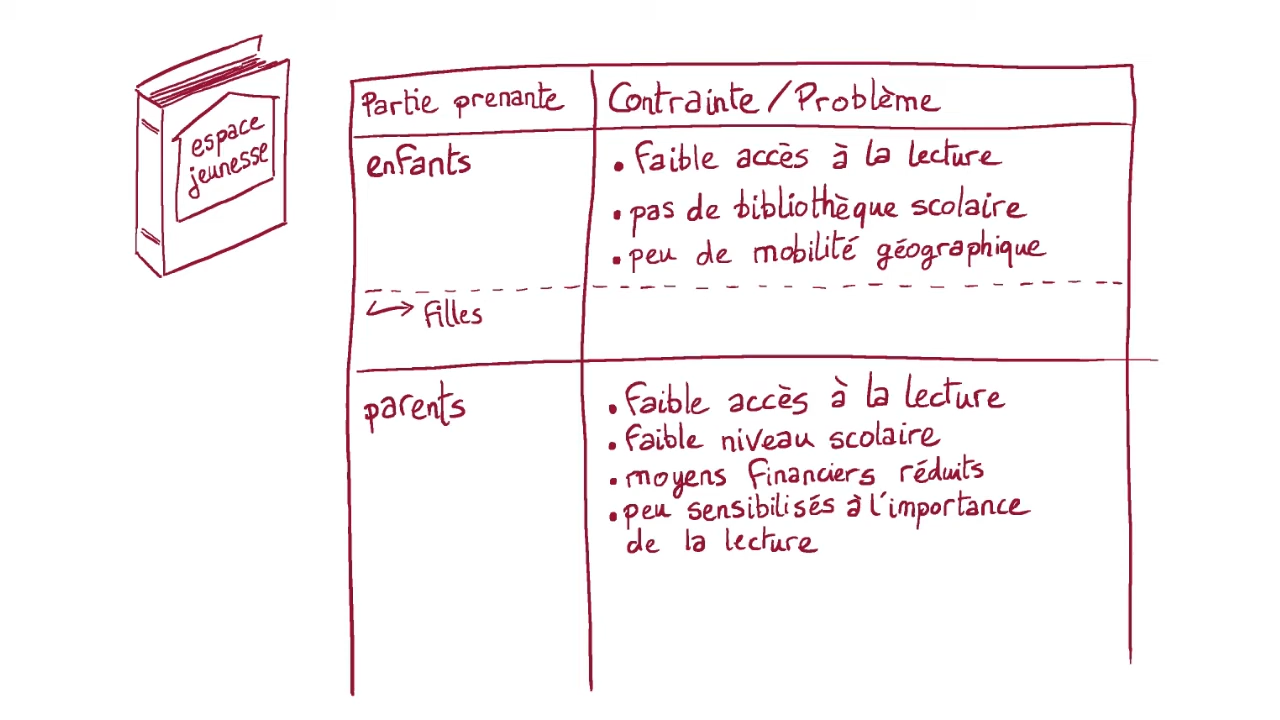 espace
jeunesse
Partie prenante
Contrainte/Problème
enfants
• faible accès à la lecture
• pas de bibliothèque scolaire
• peu de mobilité géographique
↪ filles
parents
• faible accès à la lecture
• faible niveau scolaire
• moyens financiers réduits
• peu sensibilisés à l'importance
de la lecture